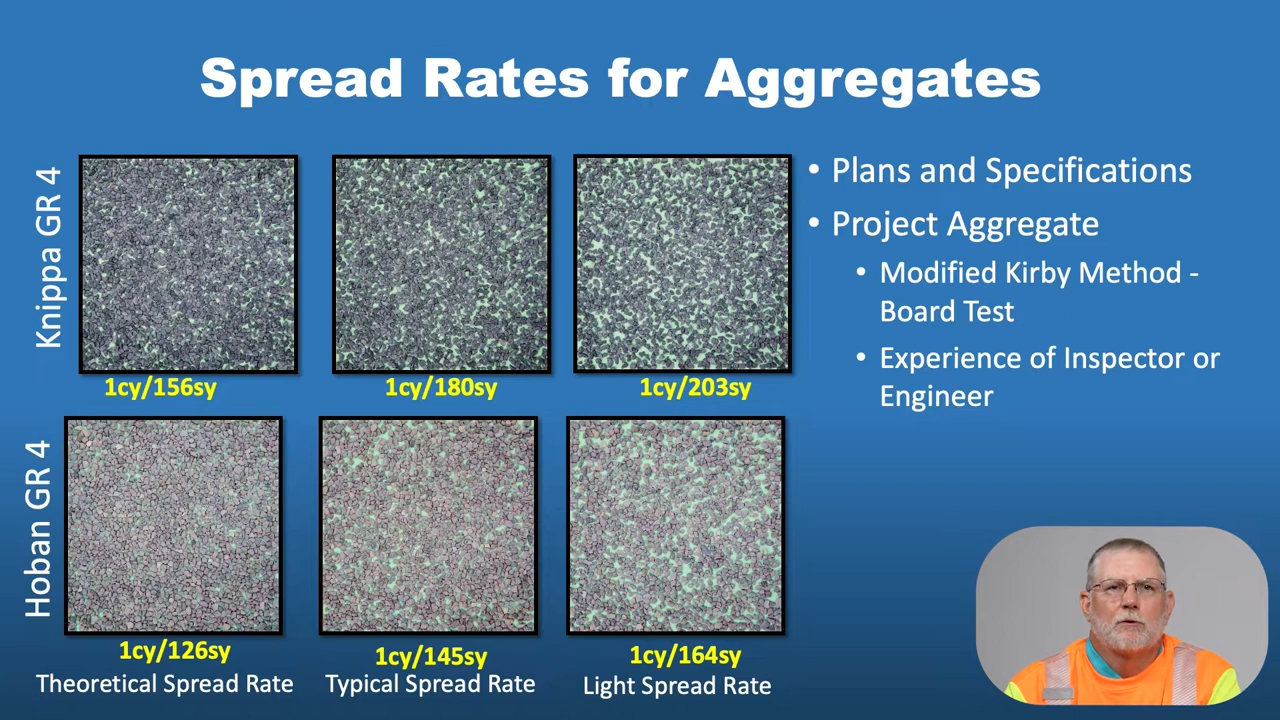 Spread Rates for Aggregates
Knippa GR 4
1cy/156sy
1cy/180sy
1cy/203sy
Hoban GR 4
1cy/126sy
1cy/145sy
1cy/164sy
Theoretical Spread Rate
Typical Spread Rate
Light Spread Rate
• Plans and Specifications
• Project Aggregate
• Modified Kirby Method -
Board Test
• Experience of Inspector or
Engineer